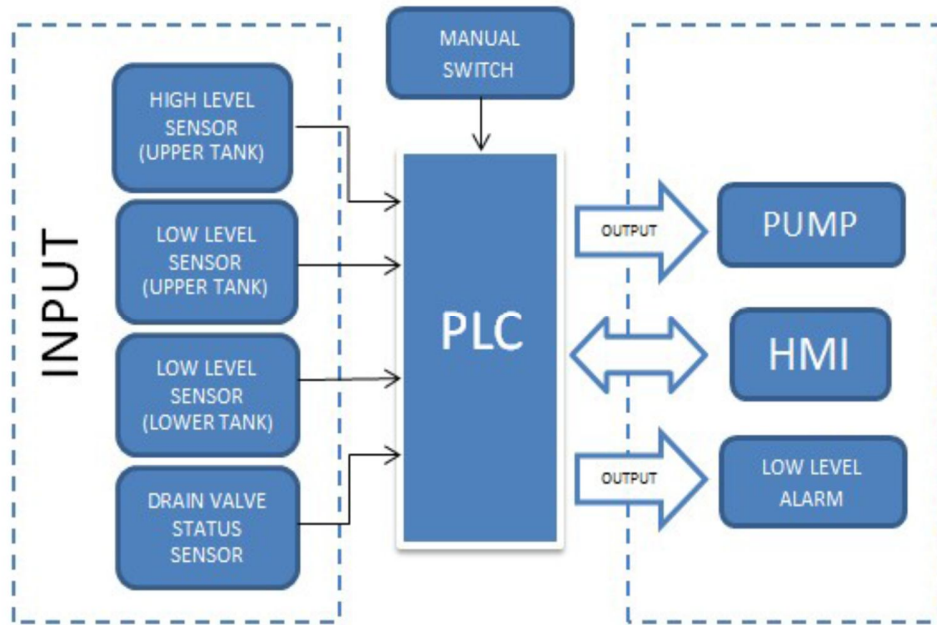 MANUAL
SWITCH
INPUT
HIGH LEVEL
SENSOR
(UPPER TANK)
LOW LEVEL
SENSOR
(UPPER TANK)
LOW LEVEL
SENSOR
(LOWER TANK)
DRAIN VALVE
STATUS
SENSOR
PLC
OUTPUT
PUMP
HMI
OUTPUT
LOW LEVEL
ALARM